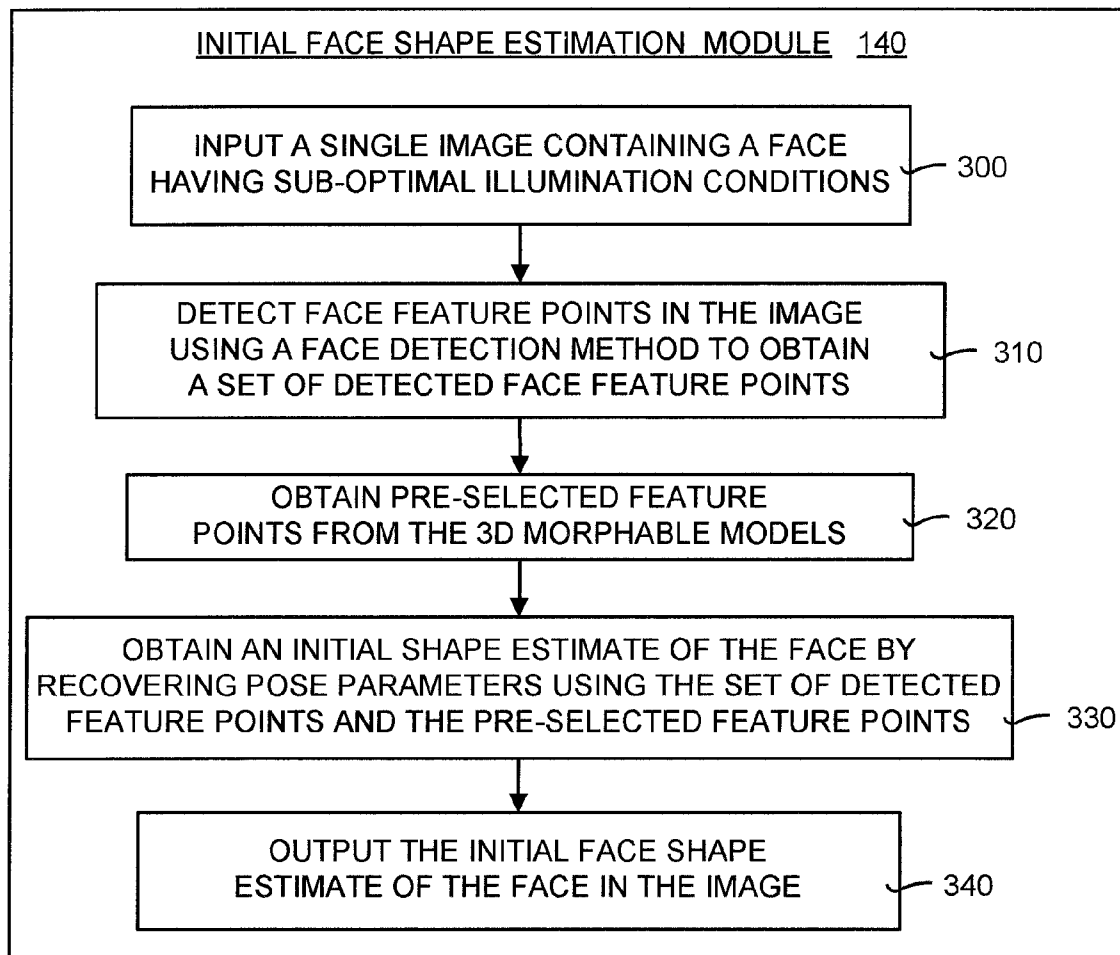 INITIAL FACE SHAPE ESTIMATION MODULE 140
INPUT A SINGLE IMAGE CONTAINING A FACE
HAVING SUB-OPTIMAL ILLUMINATION CONDITIONS
300
DETECT FACE FEATURE POINTS IN THE IMAGE
USING A FACE DETECTION METHOD TO OBTAIN
A SET OF DETECTED FACE FEATURE POINTS
310
OBTAIN PRE-SELECTED FEATURE
POINTS FROM THE 3D MORPHABLE MODELS
320
OBTAIN AN INITIAL SHAPE ESTIMATE OF THE FACE BY
RECOVERING POSE PARAMETERS USING THE SET OF DETECTED
FEATURE POINTS AND THE PRE-SELECTED FEATURE POINTS
330
OUTPUT THE INITIAL FACE SHAPE
ESTIMATE OF THE FACE IN THE IMAGE
340